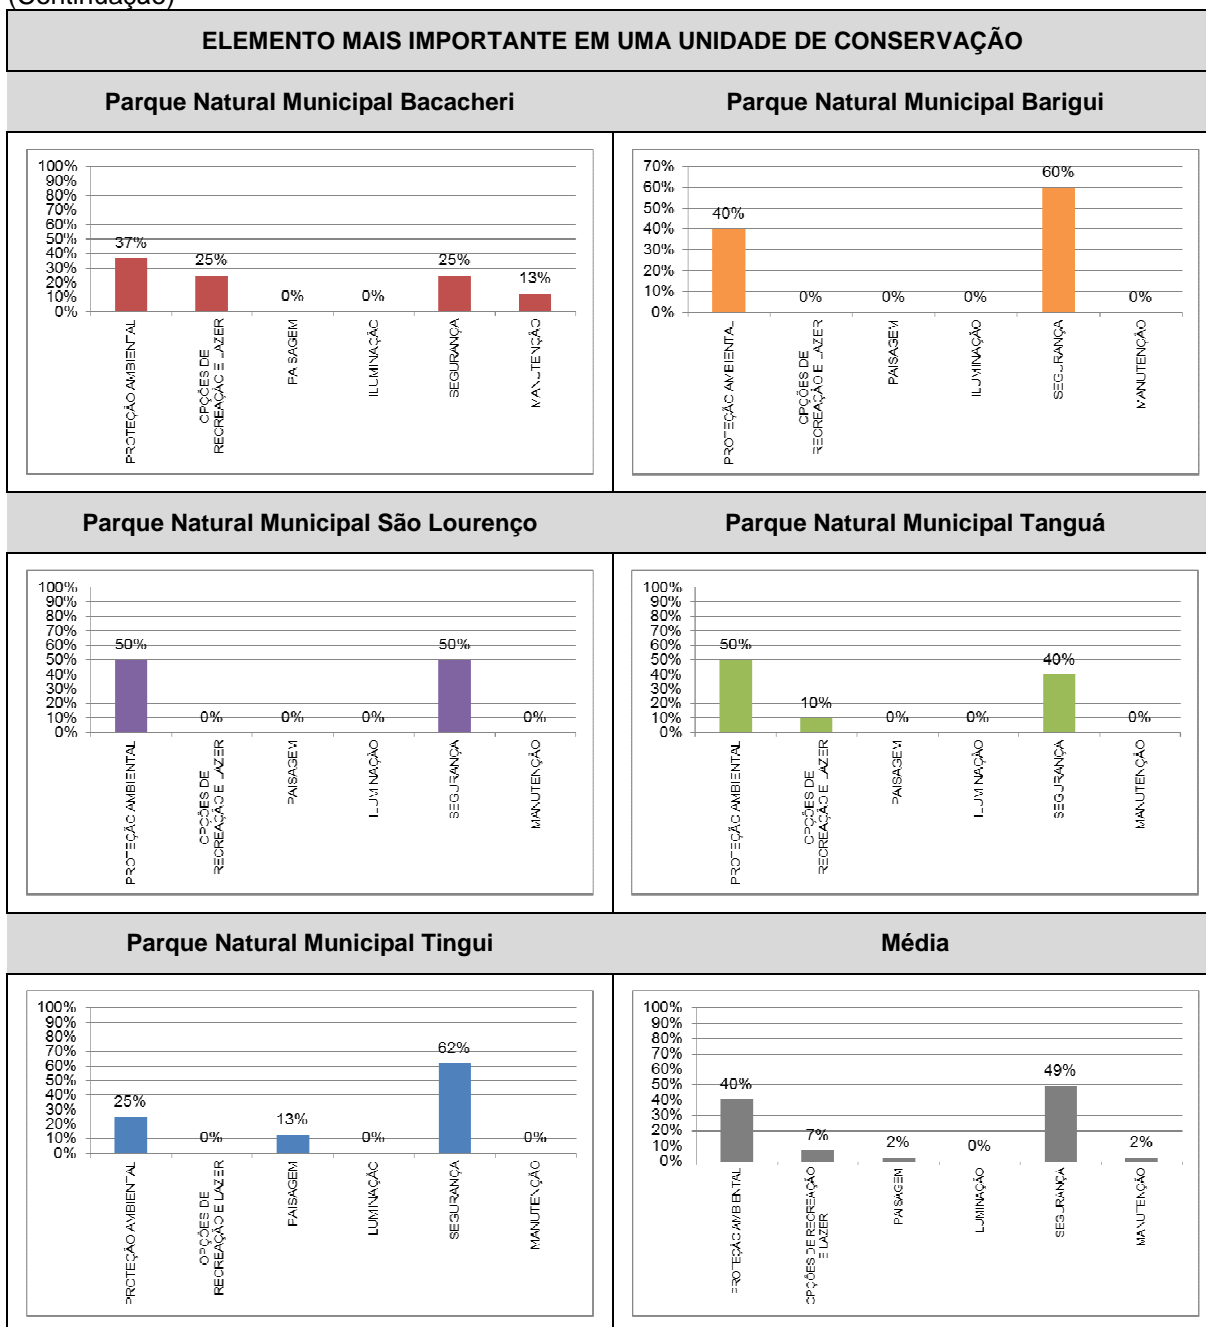 (Continuação)
ELEMENTO MAIS IMPORTANTE EM UMA UNIDADE DE CONSERVAÇÃO
Parque Natural Municipal Bacacheri
Parque Natural Municipal Barigui
100%
90%
80%
70%
60%
50%
40%
30%
20%
10%
0%
37%
25%
0%
0%
25%
13%
PROTEÇÃO AMBIENTAL
OPÇÕES DE
RECREAÇÃO E LAZER
PAISAGEM
ILUMINAÇÃO
SEGURANÇA
MANUTENÇÃO
70%
60%
50%
40%
30%
20%
10%
0%
40%
0%
0%
0%
60%
0%
PROTEÇÃO AMBIENTAL
OPÇÕES DE
RECREAÇÃO E LAZER
PAISAGEM
ILUMINAÇÃO
SEGURANÇA
MANUTENÇÃO
Parque Natural Municipal São Lourenço
Parque Natural Municipal Tanguá
100%
90%
80%
70%
60%
50%
40%
30%
20%
10%
0%
50%
0%
0%
0%
50%
0%
PROTEÇÃO AMBIENTAL
OPÇÕES DE
RECREAÇÃO E LAZER
PAISAGEM
ILUMINAÇÃO
SEGURANÇA
MANUTENÇÃO
100%
90%
80%
70%
60%
50%
40%
30%
20%
10%
0%
50%
10%
0%
0%
40%
0%
PROTEÇÃO AMBIENTAL
OPÇÕES DE
RECREAÇÃO E LAZER
PAISAGEM
ILUMINAÇÃO
SEGURANÇA
MANUTENÇÃO
Parque Natural Municipal Tingui
Média
100%
90%
80%
70%
60%
50%
40%
30%
20%
10%
0%
25%
0%
13%
0%
62%
0%
PROTEÇÃO AMBIENTAL
OPÇÕES DE
RECREAÇÃO E LAZER
PAISAGEM
ILUMINAÇÃO
SEGURANÇA
MANUTENÇÃO
100%
90%
80%
70%
60%
50%
40%
30%
20%
10%
0%
40%
7%
2%
0%
49%
2%
PROTEÇÃO AMBIENTAL
OPÇÕES DE RECREAÇÃO
E LAZER
PAISAGEM
ILUMINAÇÃO
SEGURANÇA
MANUTENÇÃO